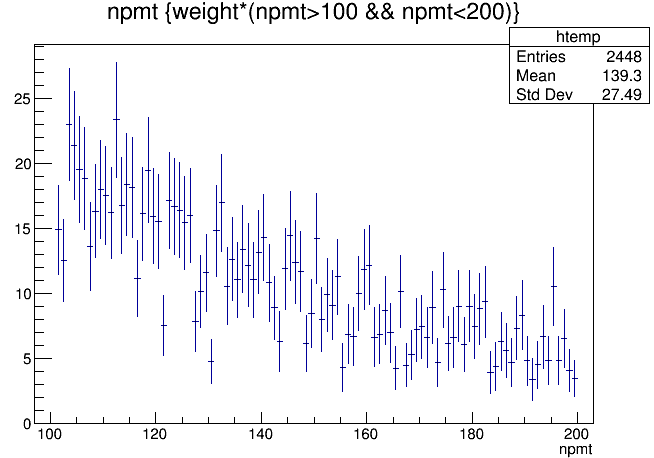 npmt {weight*(npmt>100 && npmt<200)}
htemp
Entries 2448
Mean 139.3
Std Dev 27.49
25
20
15
10
5
0
100 120 140 160 180 200
npmt